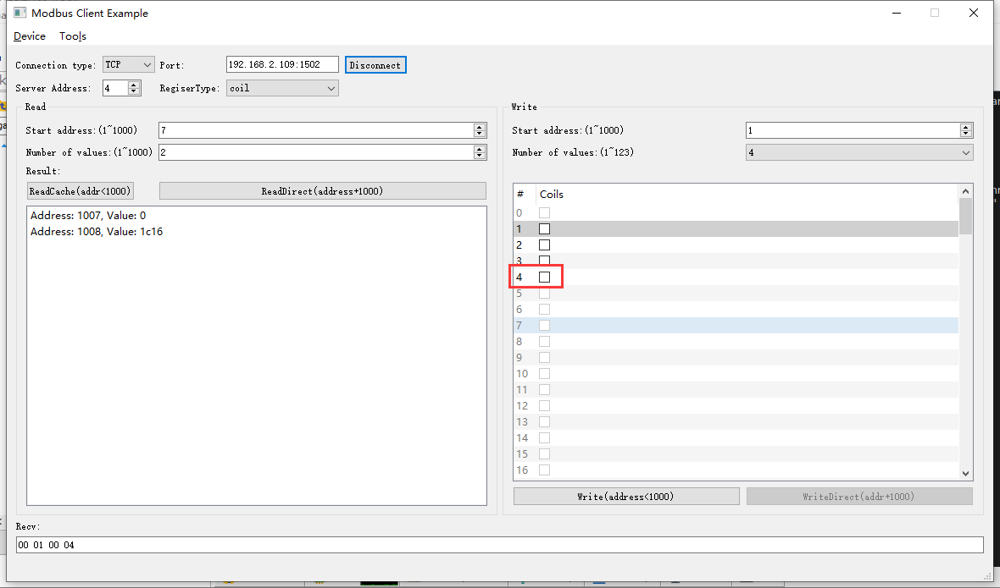 Modbus Client Example
Device Tools
Connection type: TCP Port: 192.168.2.109:1502 Disconnect
Server Address: 4 RegiserType: coil
Read
Start address:(1~1000) 7
Number of values:(1~1000) 2
Result:
ReadCache(addr<1000) ReadDirect(address+1000)
Address: 1007, Value: 0
Address: 1008, Value: 1c16
Write
Start address:(1~1000) 1
Number of values:(1~123) 4
# Coils
0
1
2
3
4
5
6
7
8
9
10
11
12
13
14
15
16
Write(address<1000) WriteDirect(addr+1000)
Recv:
00 01 00 04